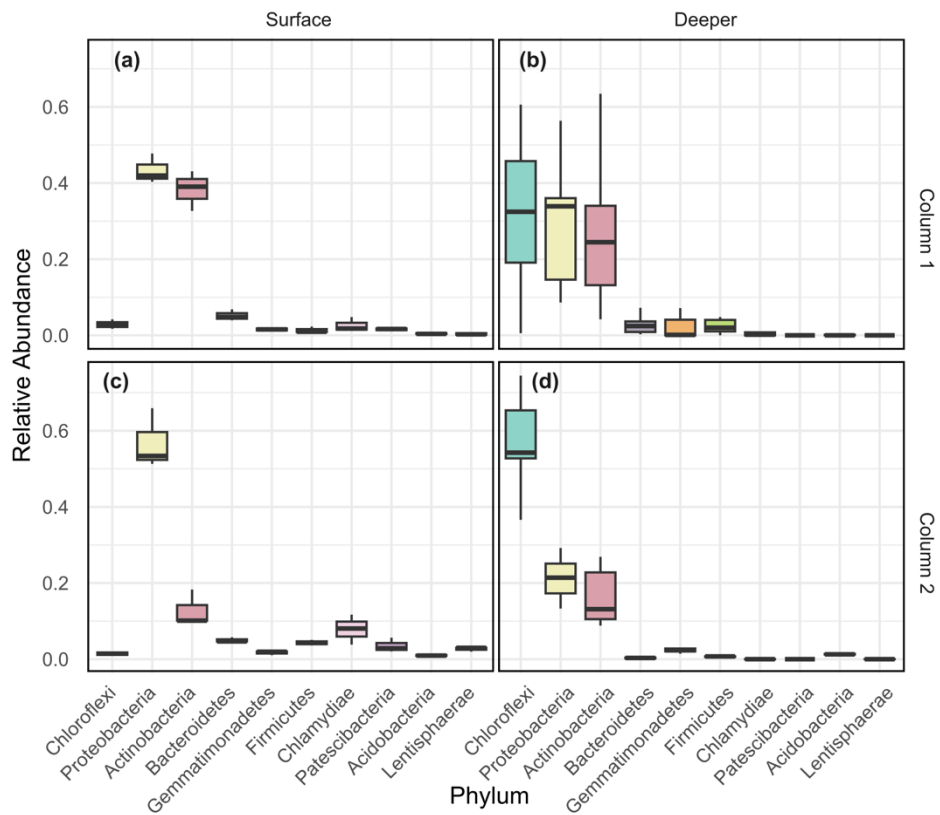 Surface
Deeper
(a)
(b)
0.6
0.4
0.2
0.0
Column 1
Relative Abundance
(c)
(d)
0.6
0.4
0.2
0.0
Column 2
Chloroflexi
Proteobacteria
Actinobacteria
Bacteroidetes
Gemmatimonadetes
Firmicutes
Chlamydiae
Patescibacteria
Acidobacteria
Lentisphaerae
Chloroflexi
Proteobacteria
Actinobacteria
Bacteroidetes
Gemmatimonadetes
Firmicutes
Chlamydiae
Patescibacteria
Acidobacteria
Lentisphaerae
Phylum